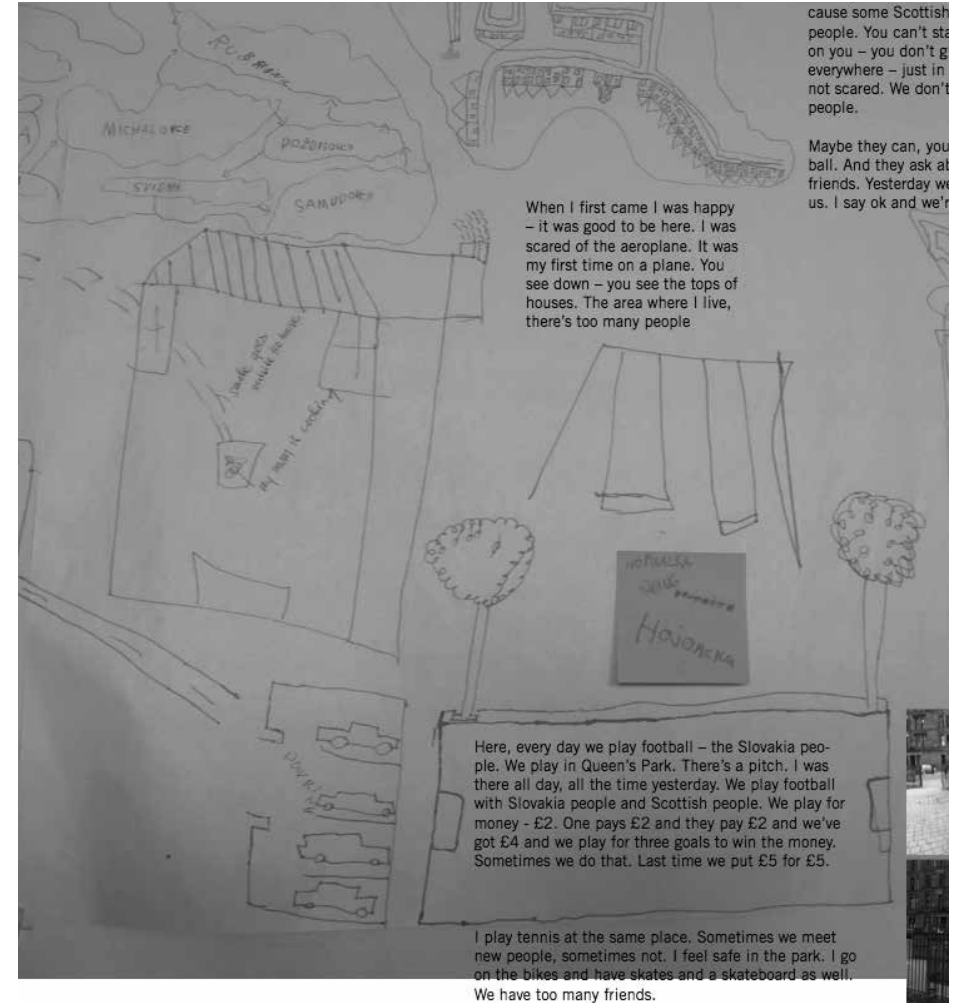 cause some Scottish
people. You can't sta
on you – you don't g
everywhere – just in
not scared. We don't
people.
Maybe they can, you
ball. And they ask ab
friends. Yesterday we
us. I say ok and we'r
MICHALOVCE
When I first came I was happy
– it was good to be here. I was
scared of the aeroplane. It was
my first time on a plane. You
see down – you see the tops of
houses. The area where I live,
there's too many people
my mum is cooking
Here, every day we play football – the Slovakia peo-
ple. We play in Queen's Park. There's a pitch. I was
there all day, all the time yesterday. We play football
with Slovakia people and Scottish people. We play for
money - £2. One pays £2 and they pay £2 and we've
got £4 and we play for three goals to win the money.
Sometimes we do that. Last time we put £5 for £5.
I play tennis at the same place. Sometimes we meet
new people, sometimes not. I feel safe in the park. I go
on the bikes and have skates and a skateboard as well.
We have too many friends.